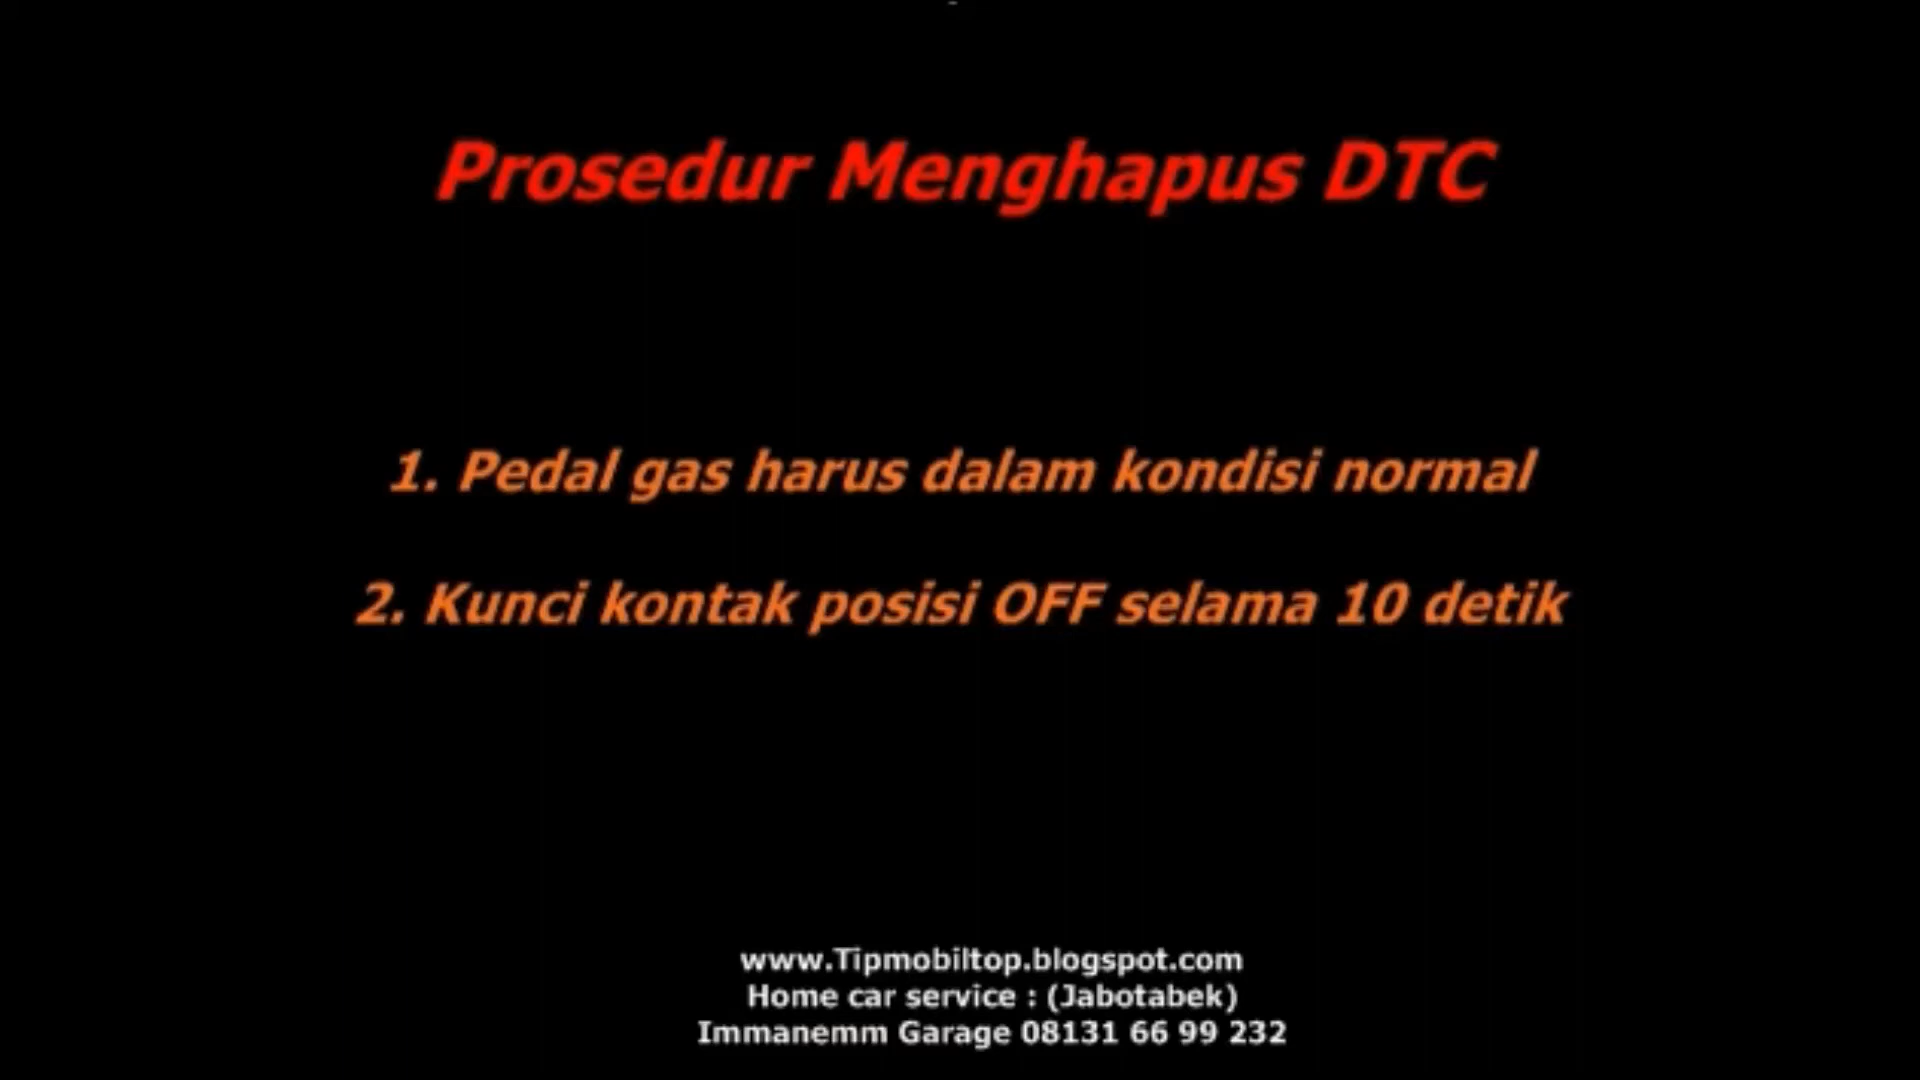 Prosedur Menghapus DTC
1. Pedal gas harus dalam kondisi normal
2. Kunci kontak posisi OFF selama 10 detik
www.Tipmobiltop.blogspot.com
Home car service : (Jabotabek)
Immanemm Garage 08131 66 99 232